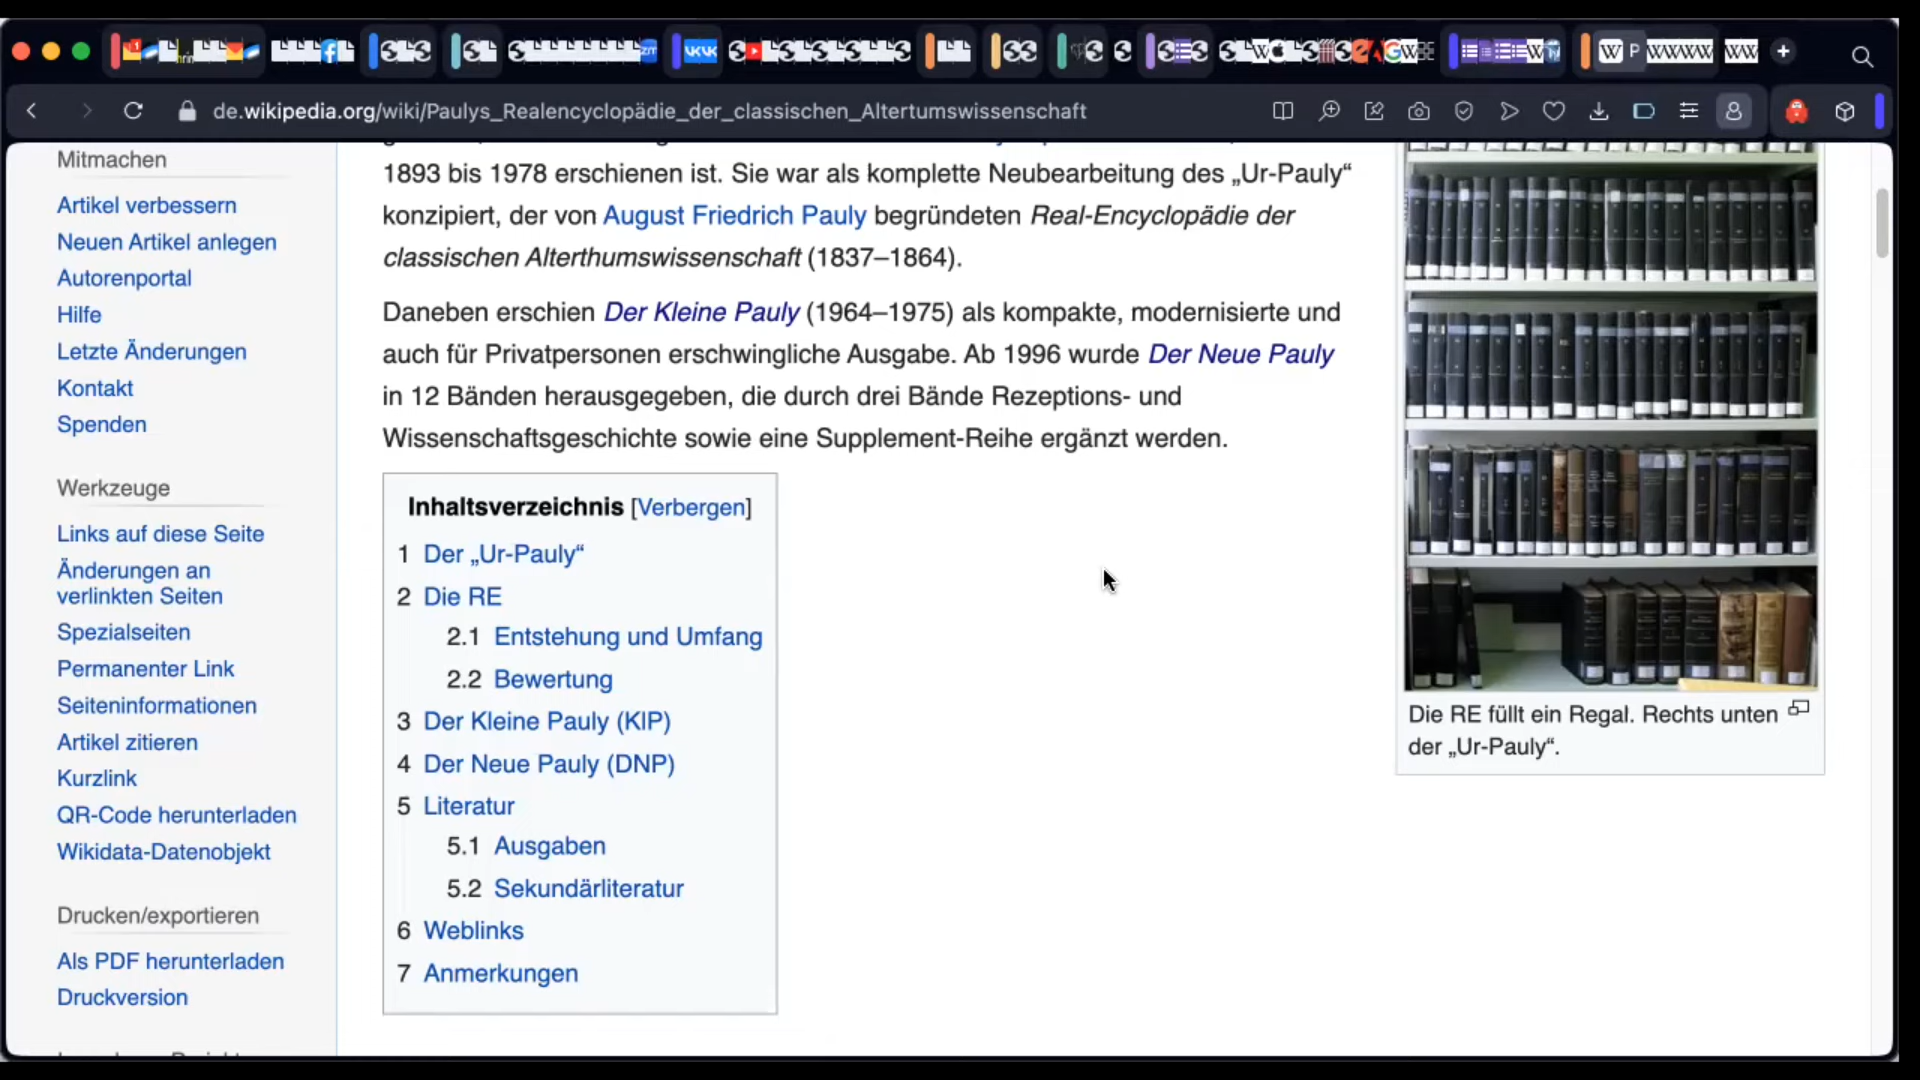 de.wikipedia.org/wiki/Paulys_Realencyclopädie_der_classischen_Altertumswissenschaft
Mitmachen
Artikel verbessern
Neuen Artikel anlegen
Autorenportal
Hilfe
Letzte Änderungen
Kontakt
Spenden
Werkzeuge
Links auf diese Seite
Änderungen an
verlinkten Seiten
Spezialseiten
Permanenter Link
Seiteninformationen
Artikel zitieren
Kurzlink
QR-Code herunterladen
Wikidata-Datenobjekt
Drucken/exportieren
Als PDF herunterladen
Druckversion
1893 bis 1978 erschienen ist. Sie war als komplette Neubearbeitung des „Ur-Pauly“
konzipiert, der von August Friedrich Pauly begründeten Real-Encyclopädie der
classischen Alterthumswissenschaft (1837–1864).
Daneben erschien Der Kleine Pauly (1964–1975) als kompakte, modernisierte und
auch für Privatpersonen erschwingliche Ausgabe. Ab 1996 wurde Der Neue Pauly
in 12 Bänden herausgegeben, die durch drei Bände Rezeptions- und
Wissenschaftsgeschichte sowie eine Supplement-Reihe ergänzt werden.
Inhaltsverzeichnis [Verbergen]
1 Der „Ur-Pauly“
2 Die RE
2.1 Entstehung und Umfang
2.2 Bewertung
3 Der Kleine Pauly (KlP)
4 Der Neue Pauly (DNP)
5 Literatur
5.1 Ausgaben
5.2 Sekundärliteratur
6 Weblinks
7 Anmerkungen
Die RE füllt ein Regal. Rechts unten
der „Ur-Pauly“.